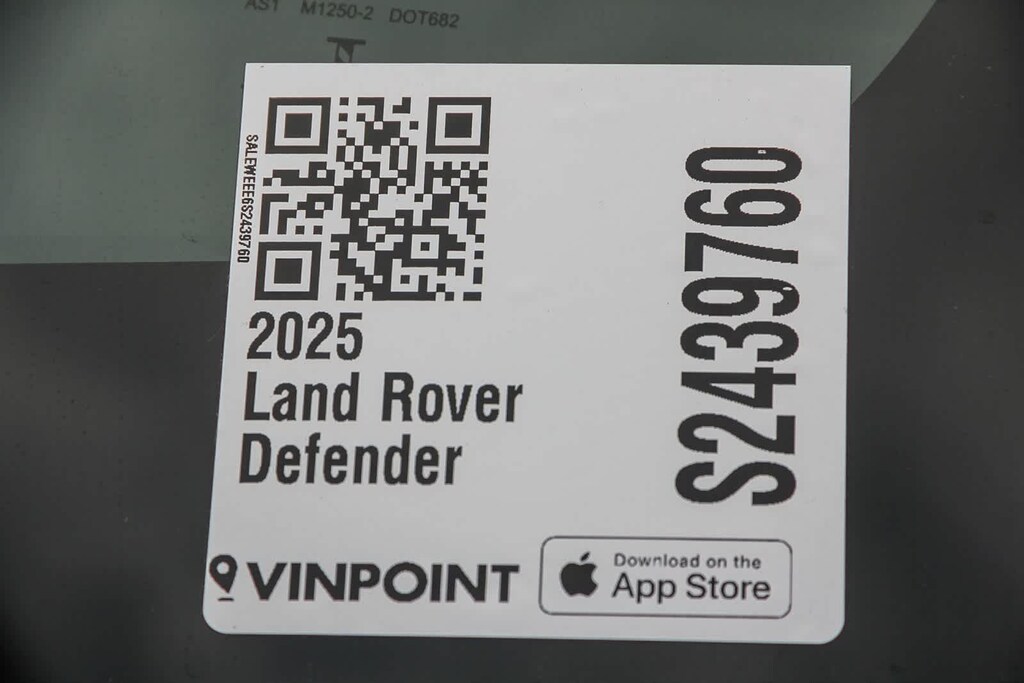 AS1 M1250-2 DOT682
SALEWEEE6S2439760
2025
Land Rover
Defender
S2439760
VINPOINT
Download on the
App Store